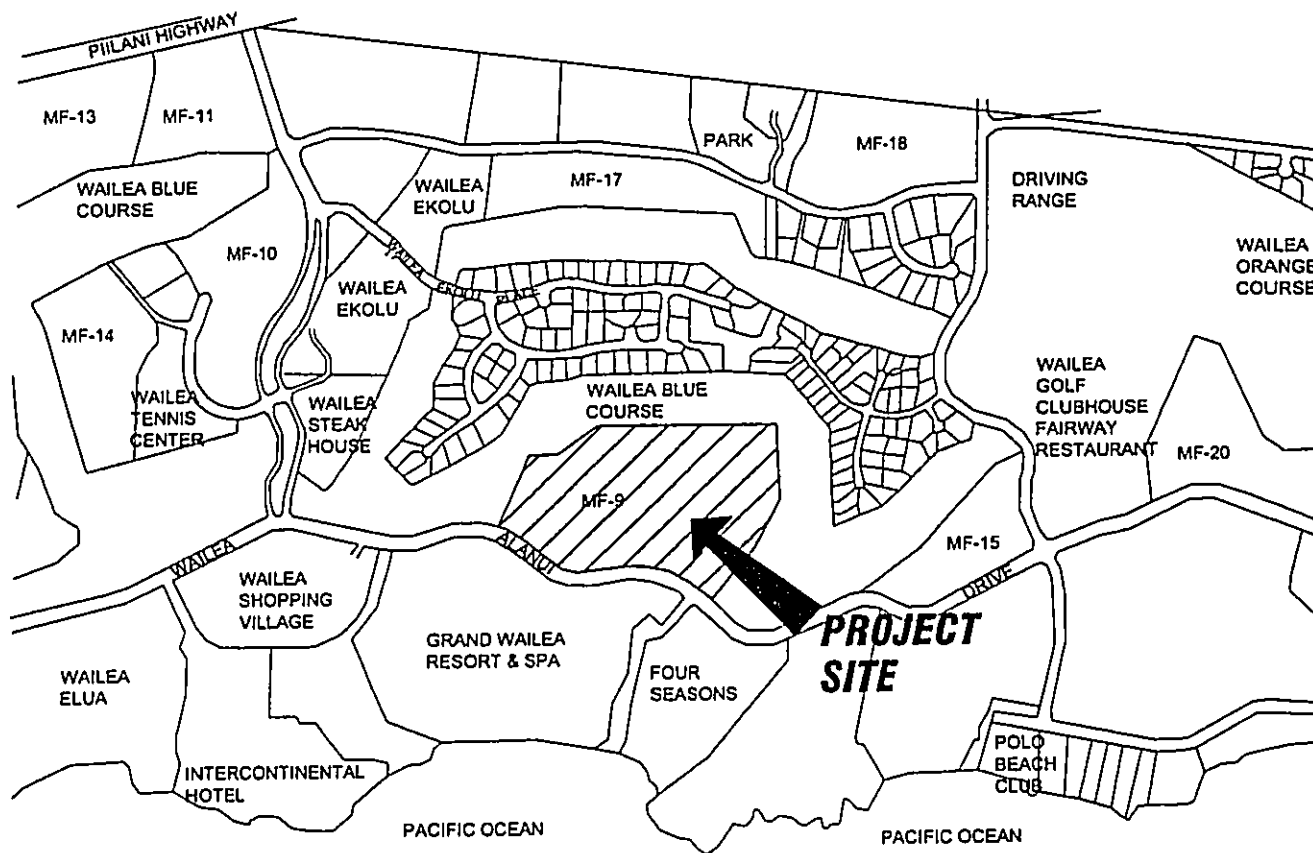 PIILANI HIGHWAY
MF-13
MF-11
PARK
MF-18
WAILEA BLUE
COURSE
WAILEA
EKOLU
MF-17
DRIVING
RANGE
MF-10
WAILEA
ORANGE
COURSE
WAILEA EKOLU PLACE
WAILEA
EKOLU
MF-14
WAILEA
TENNIS
CENTER
WAILEA
STEAK
HOUSE
WAILEA BLUE
COURSE
WAILEA
GOLF
CLUBHOUSE
FAIRWAY
RESTAURANT
MF-20
MF-9
MF-15
WAILEA
ALANUI
DRIVE
WAILEA
SHOPPING
VILLAGE
PROJECT
SITE
GRAND WAILEA
RESORT & SPA
FOUR
SEASONS
WAILEA
ELUA
POLO
BEACH
CLUB
INTERCONTINENTAL
HOTEL
PACIFIC OCEAN
PACIFIC OCEAN